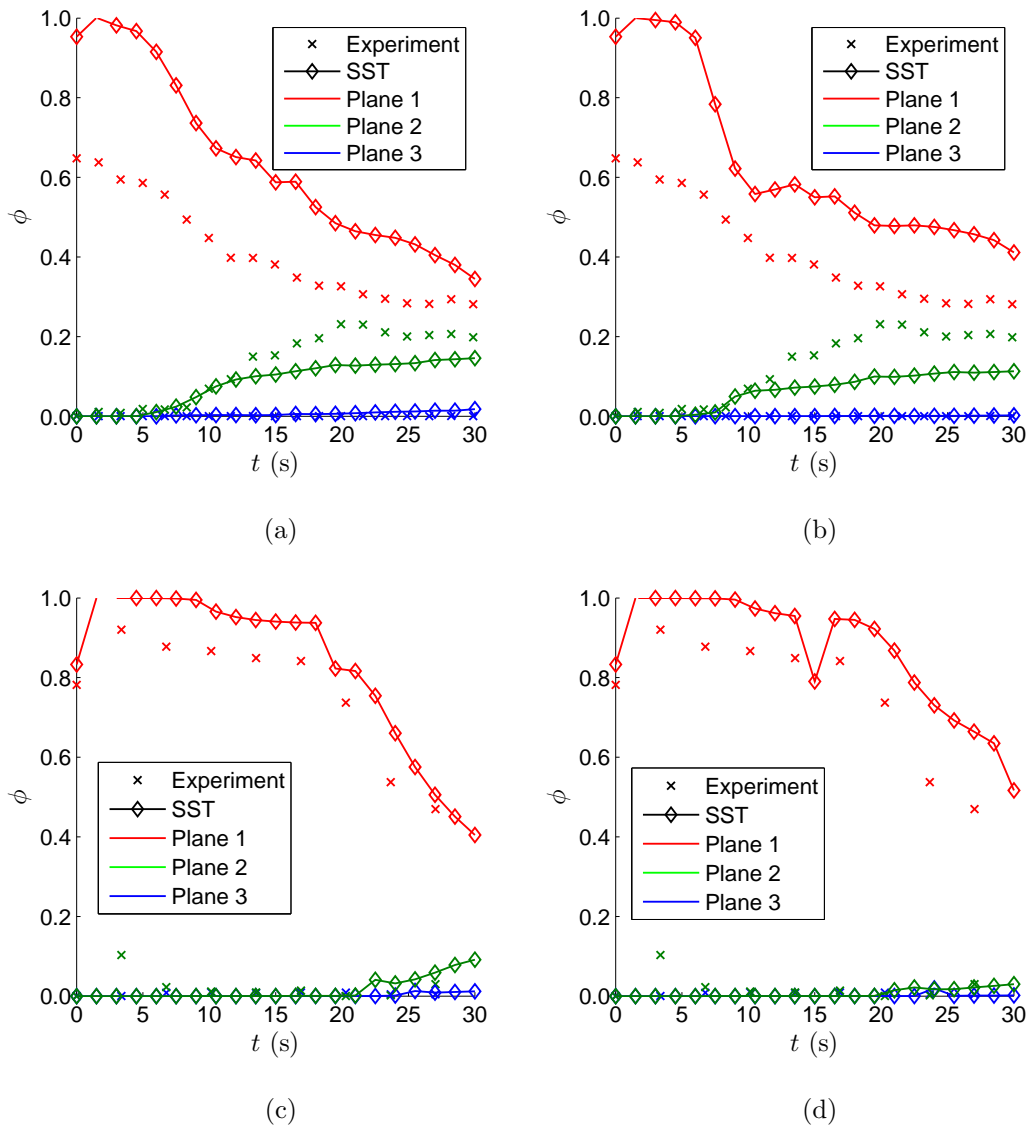 1.0
0.8
0.6
0.4
0.2
0.0
ϕ
0 5 10 15 20 25 30
t (s)
Experiment
SST
Plane 1
Plane 2
Plane 3
(a)
1.0
0.8
0.6
0.4
0.2
0.0
ϕ
0 5 10 15 20 25 30
t (s)
Experiment
SST
Plane 1
Plane 2
Plane 3
(b)
1.0
0.8
0.6
0.4
0.2
0.0
ϕ
0 5 10 15 20 25 30
t (s)
Experiment
SST
Plane 1
Plane 2
Plane 3
(c)
1.0
0.8
0.6
0.4
0.2
0.0
ϕ
0 5 10 15 20 25 30
t (s)
Experiment
SST
Plane 1
Plane 2
Plane 3
(d)